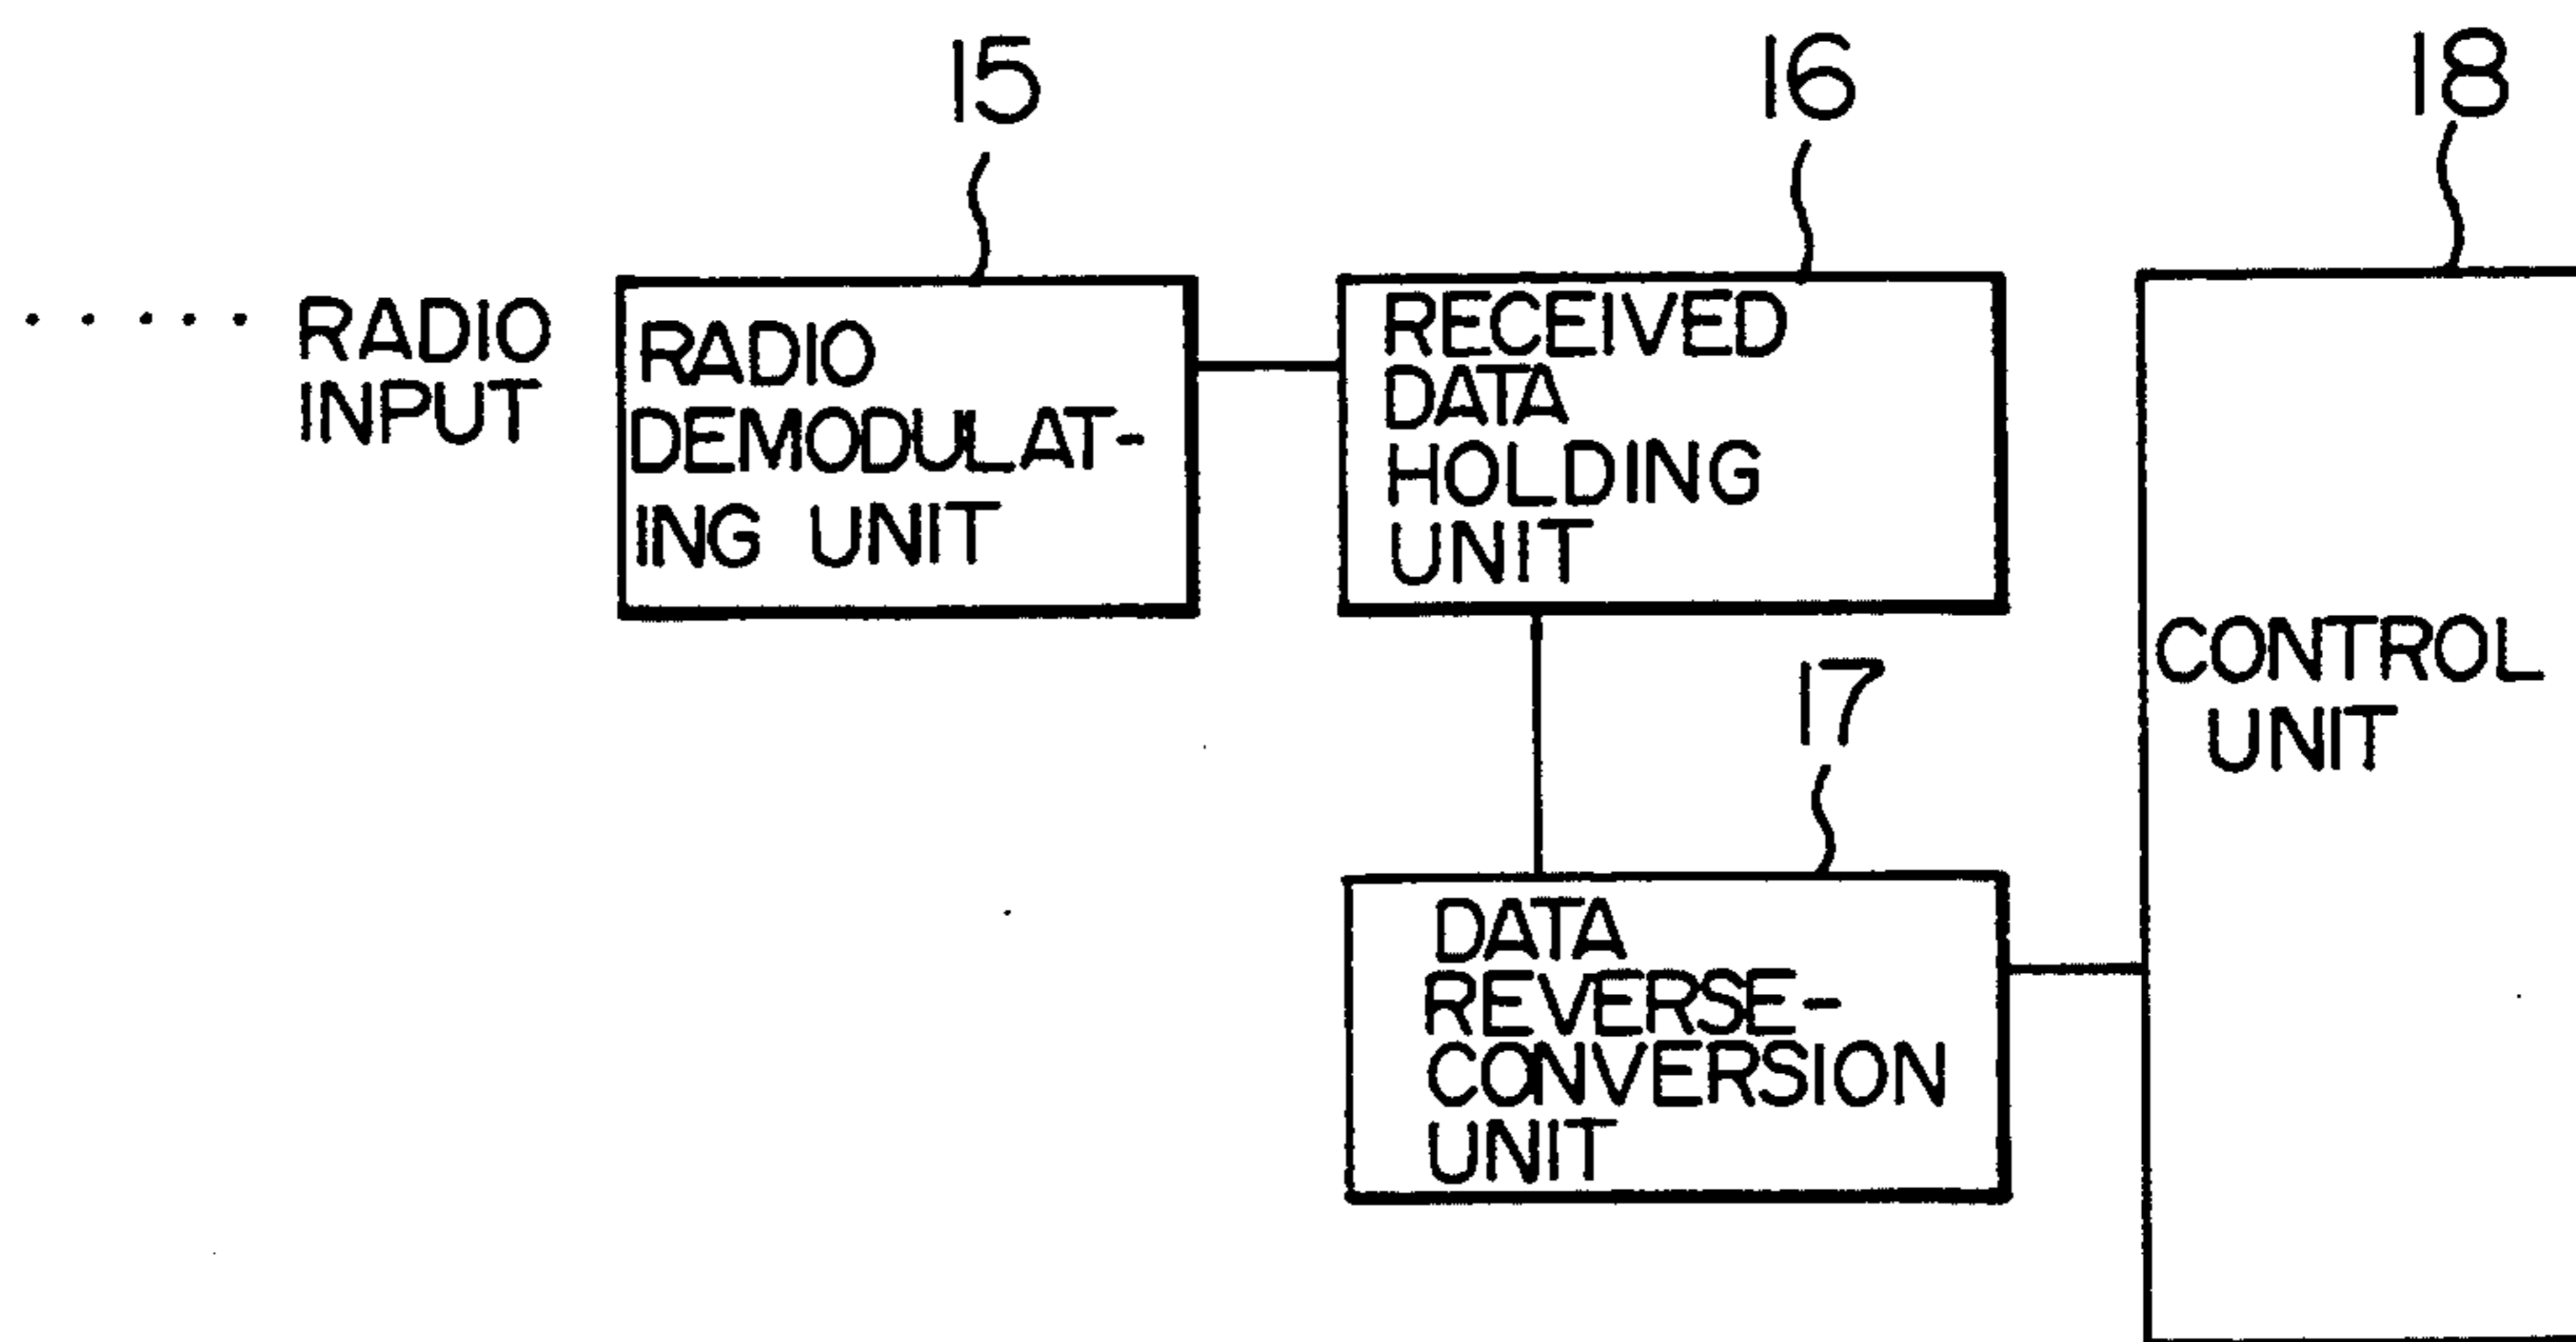 15
16
18
RADIO
INPUT
RADIO
DEMODULAT-
ING UNIT
RECEIVED
DATA
HOLDING
UNIT
17
CONTROL
UNIT
DATA
REVERSE-
CONVERSION
UNIT